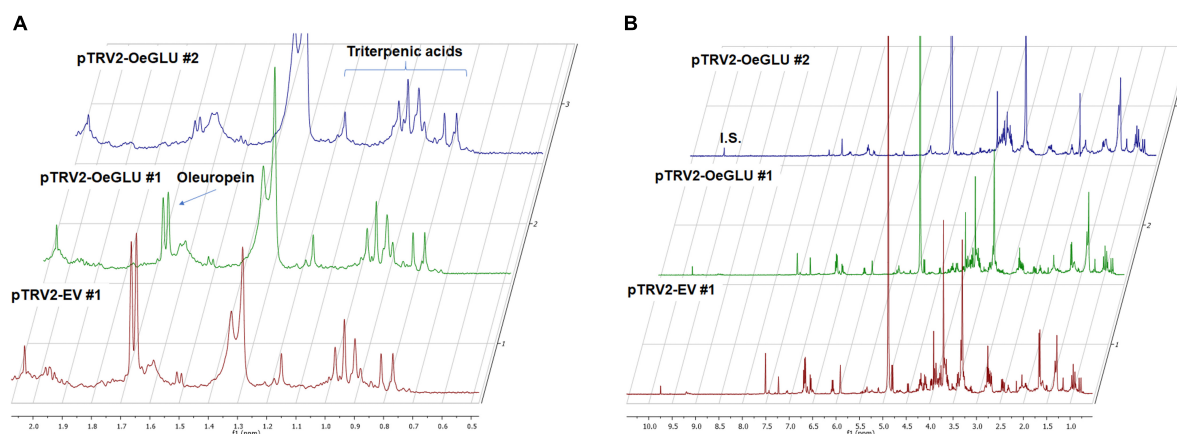 A
pTRV2-OeGLU #2
Triterpenic acids
3
pTRV2-OeGLU #1
Oleuropein
2
pTRV2-EV #1
1
2.0 1.9 1.8 1.7 1.6 1.5 1.4 1.3 1.2 1.1 1.0 0.9 0.8 0.7 0.6 0.5
f1 (ppm)
B
pTRV2-OeGLU #2
I.S.
pTRV2-OeGLU #1
2
pTRV2-EV #1
1
10.0 9.5 9.0 8.5 8.0 7.5 7.0 6.5 6.0 5.5 5.0 4.5 4.0 3.5 3.0 2.5 2.0 1.5 1.0
f1 (ppm)